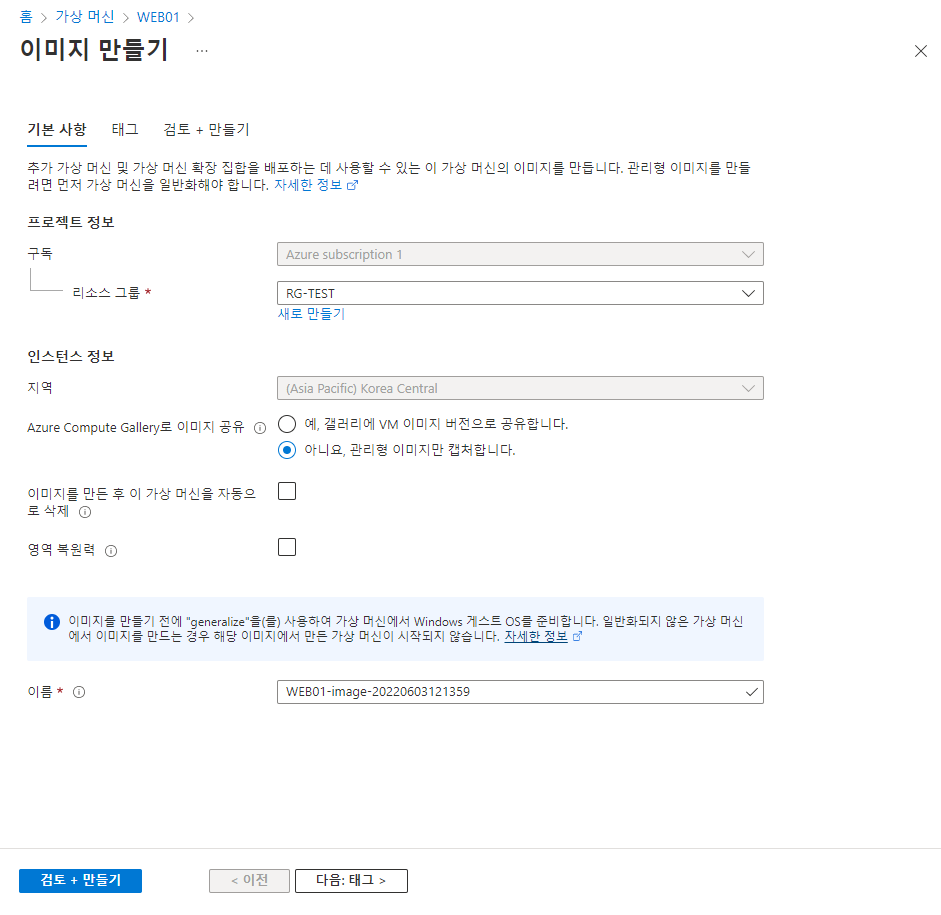 홈 > 가상 머신 > WEB01 >
이미지 만들기 ...
기본 사항 태그 검토 + 만들기
추가 가상 머신 및 가상 머신 확장 집합을 배포하는 데 사용할 수 있는 이 가상 머신의 이미지를 만듭니다. 관리형 이미지를 만들
려면 먼저 가상 머신을 일반화해야 합니다. 자세한 정보
프로젝트 정보
구독 Azure subscription 1
리소스 그룹 * RG-TEST
새로 만들기
인스턴스 정보
지역 (Asia Pacific) Korea Central
Azure Compute Gallery로 이미지 공유 예, 갤러리에 VM 이미지 버전으로 공유합니다.
아니요, 관리형 이미지만 캡처합니다.
이미지를 만든 후 이 가상 머신을 자동으
로 삭제
영역 복원력
이미지를 만들기 전에 "generalize"을(를) 사용하여 가상 머신에서 Windows 게스트 OS를 준비합니다. 일반화되지 않은 가상 머신
에서 이미지를 만드는 경우 해당 이미지에서 만든 가상 머신이 시작되지 않습니다. 자세한 정보
이름 * WEB01-image-20220603121359
검토 + 만들기 < 이전 다음: 태그 >